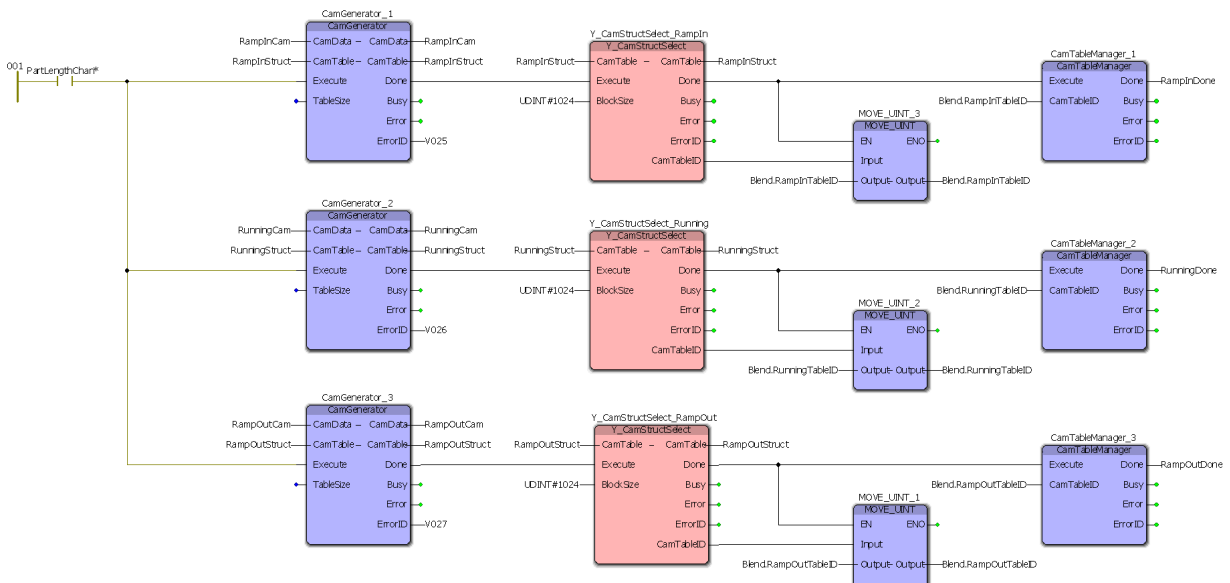 CamGenerator_1
CamGenerator
RampInCam CamData – CamData RampInCam
RampInStruct CamTable – CamTable RampInStruct
Execute Done
TableSize Busy
Error
ErrorID V025
Y_CamStructSelect_RampIn
Y_CamStructSelect
RampInStruct CamTable – CamTable RampInStruct
Execute Done
UDINT#1024 BlockSize Busy
Error
ErrorID
CamTableID
MOVE_UINT_3
MOVE_UINT
EN ENO
Input
Blend.RampInTableID Output – Output Blend.RampInTableID
CamTableManager_1
CamTableManager
Execute Done RampInDone
Blend.RampInTableID CamTableID Busy
Error
ErrorID
001
CamGenerator_2
CamGenerator
RunningCam CamData – CamData RunningCam
RunningStruct CamTable – CamTable RunningStruct
Execute Done
TableSize Busy
Error
ErrorID V026
Y_CamStructSelect_Running
Y_CamStructSelect
RunningStruct CamTable – CamTable RunningStruct
Execute Done
UDINT#1024 BlockSize Busy
Error
ErrorID
CamTableID
MOVE_UINT_2
MOVE_UINT
EN ENO
Input
Blend.RunningTableID Output – Output Blend.RunningTableID
CamTableManager_2
CamTableManager
Execute Done RunningDone
Blend.RunningTableID CamTableID Busy
Error
ErrorID
CamGenerator_3
CamGenerator
RampOutCam CamData – CamData RampOutCam
RampOutStruct CamTable – CamTable RampOutStruct
Execute Done
TableSize Busy
Error
ErrorID V027
Y_CamStructSelect_RampOut
Y_CamStructSelect
RampOutStruct CamTable – CamTable RampOutStruct
Execute Done
UDINT#1024 BlockSize Busy
Error
ErrorID
CamTableID
MOVE_UINT_1
MOVE_UINT
EN ENO
Input
Blend.RampOutTableID Output – Output Blend.RampOutTableID
CamTableManager_3
CamTableManager
Execute Done RampOutDone
Blend.RampOutTableID CamTableID Busy
Error
ErrorID